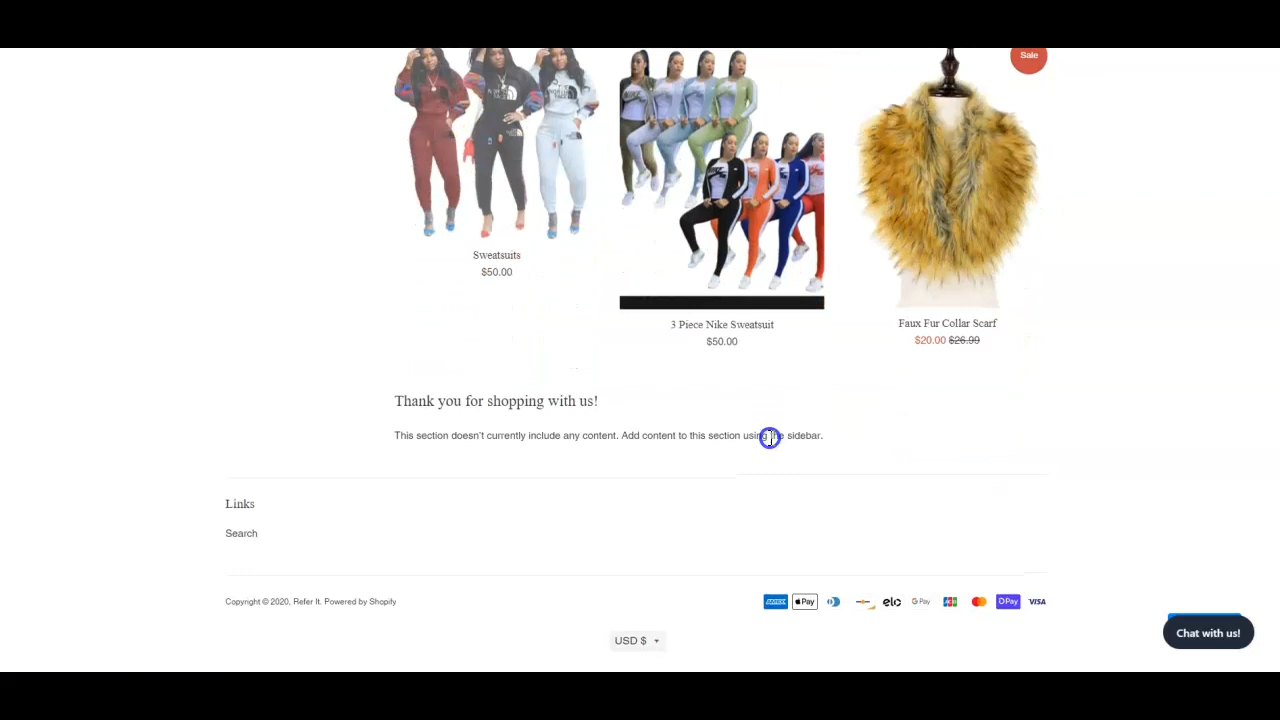 Sale
Sweatsuits
$50.00
3 Piece Nike Sweatsuit
$50.00
Faux Fur Collar Scarf
$20.00 $26.99
Thank you for shopping with us!
This section doesn't currently include any content. Add content to this section using the sidebar.
Links
Search
Copyright © 2020, Refer It. Powered by Shopify
Pay
elo
G Pay
JCB
Pay
VISA
USD $
Chat with us!